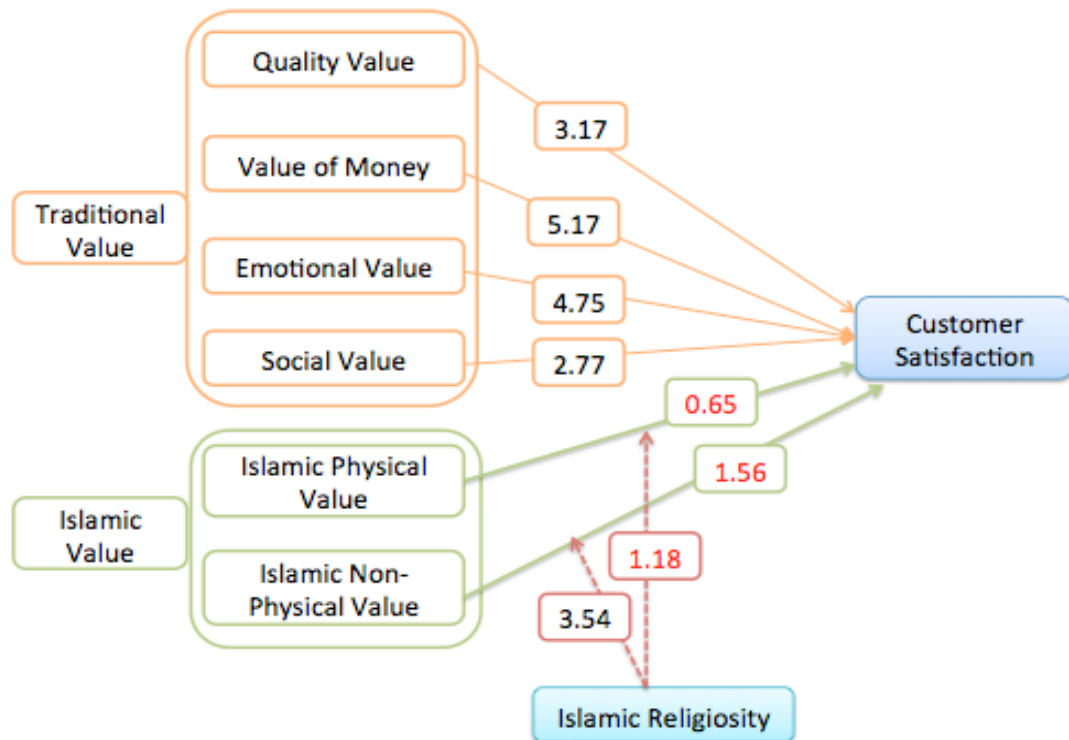 Quality Value
3.17
Value of Money
Traditional
Value
5.17
Emotional Value
4.75
Customer
Satisfaction
Social Value
2.77
0.65
Islamic Physical
Value
1.56
Islamic
Value
1.18
Islamic Non-
Physical Value
3.54
Islamic Religiosity